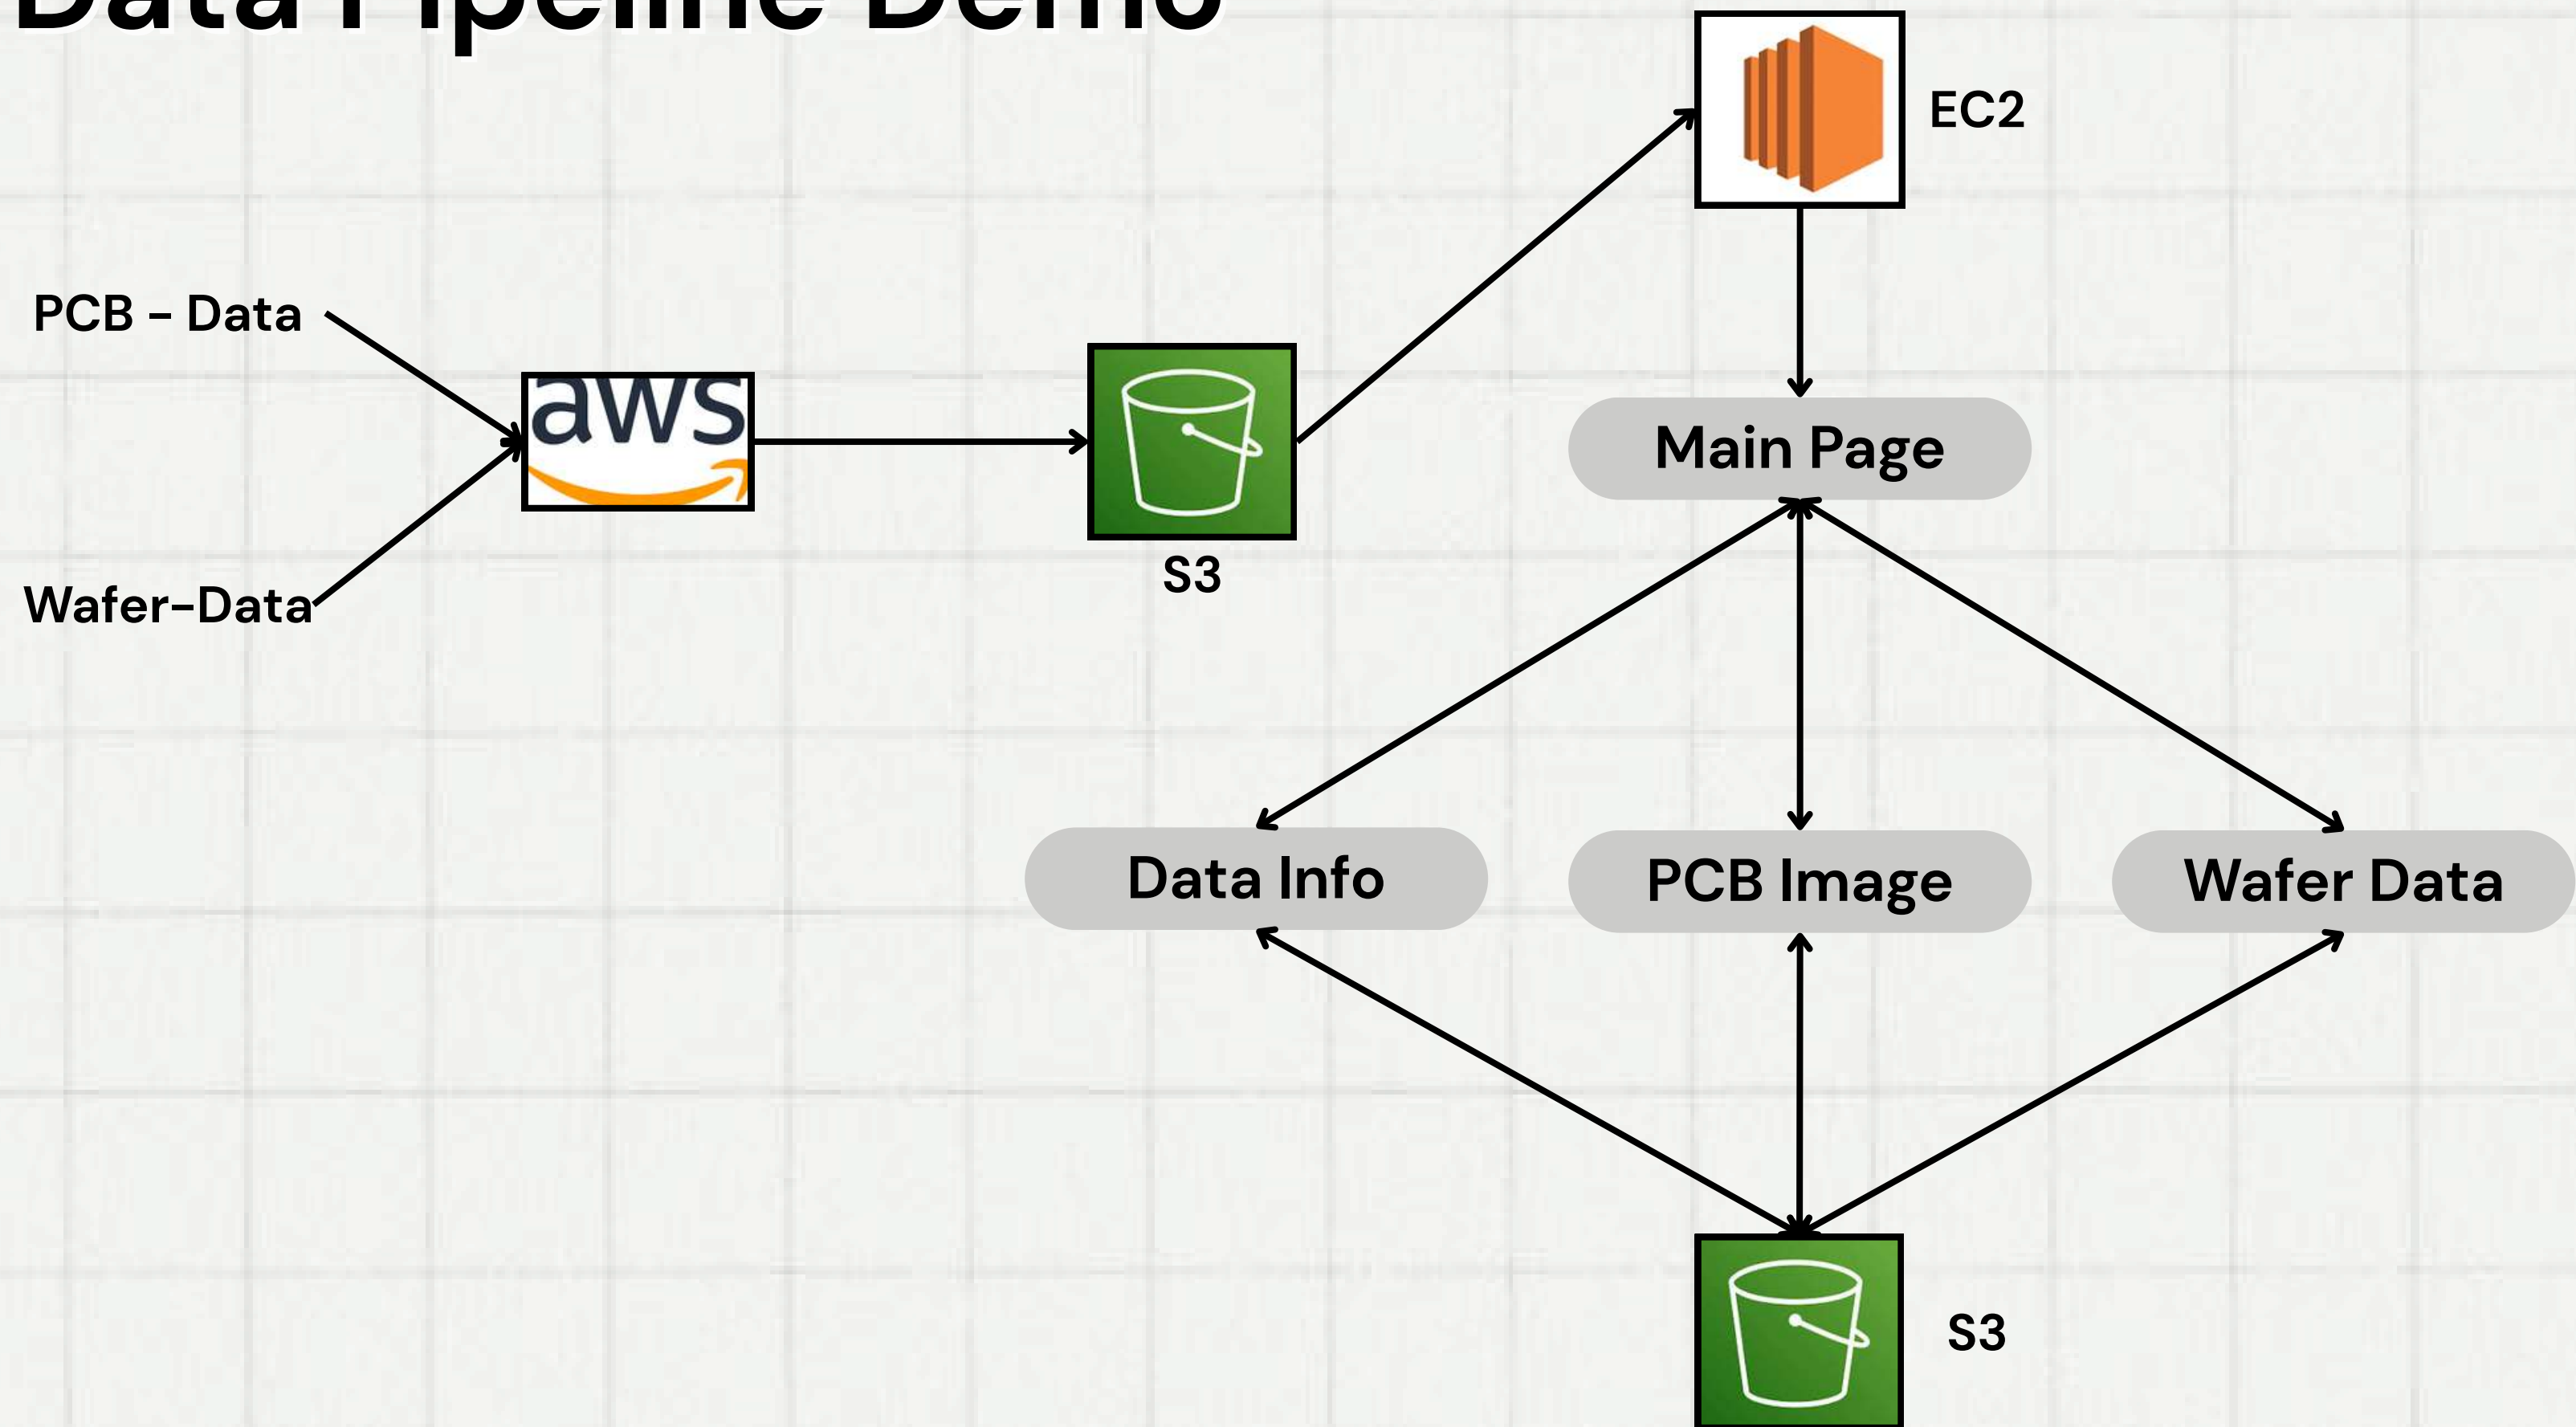 Data Pipeline Demo
EC2
PCB - Data
aws
Main Page
S3
Wafer-Data
Data Info
PCB Image
Wafer Data
S3